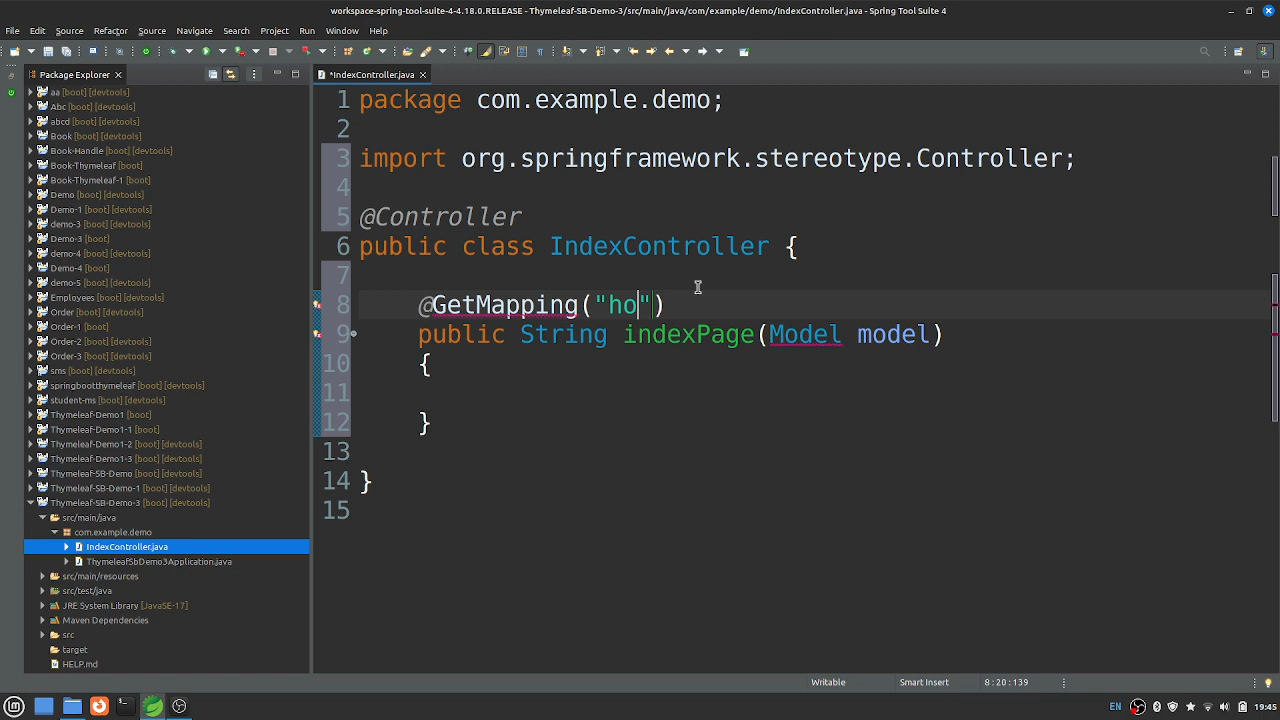 workspace-spring-tool-suite-4-4.18.0.RELEASE - Thymeleaf-SB-Demo-3/src/main/java/com/example/demo/IndexController.java - Spring Tool Suite 4
File Edit Source Refactor Source Navigate Search Project Run Window Help
Package Explorer
*IndexController.java
aa [boot] [devtools]
Abc [boot] [devtools]
abcd [boot] [devtools]
Book [boot] [devtools]
Book-Handle [boot] [devtools]
Book-Thymeleaf [boot]
Book-Thymeleaf-1 [boot]
Demo [boot] [devtools]
Demo-1 [boot] [devtools]
demo-3 [boot] [devtools]
Demo-3 [boot]
demo-4 [boot] [devtools]
Demo-4 [boot]
demo-5 [boot] [devtools]
Employees [boot] [devtools]
Order [boot] [devtools]
Order-1 [boot]
Order-2 [boot] [devtools]
Order-3 [boot] [devtools]
sms [boot] [devtools]
springbootthymeleaf [boot] [devtools]
student-ms [boot] [devtools]
Thymeleaf-Demo1 [boot]
Thymeleaf-Demo1-1 [boot]
Thymeleaf-Demo1-2 [boot] [devtools]
Thymeleaf-Demo1-3 [boot] [devtools]
Thymeleaf-SB-Demo [boot] [devtools]
Thymeleaf-SB-Demo-1 [boot] [devtools]
Thymeleaf-SB-Demo-3 [boot] [devtools]
src/main/java
com.example.demo
IndexController.java
ThymeleafSbDemo3Application.java
src/main/resources
src/test/java
JRE System Library [JavaSE-17]
Maven Dependencies
src
target
HELP.md
1 package com.example.demo;
2
3 import org.springframework.stereotype.Controller;
4
5 @Controller
6 public class IndexController {
7
8 @GetMapping("ho")
9 public String indexPage(Model model)
10 {
11
12 }
13
14 }
15
Writable Smart Insert 8 : 20 : 139
EN 19:45